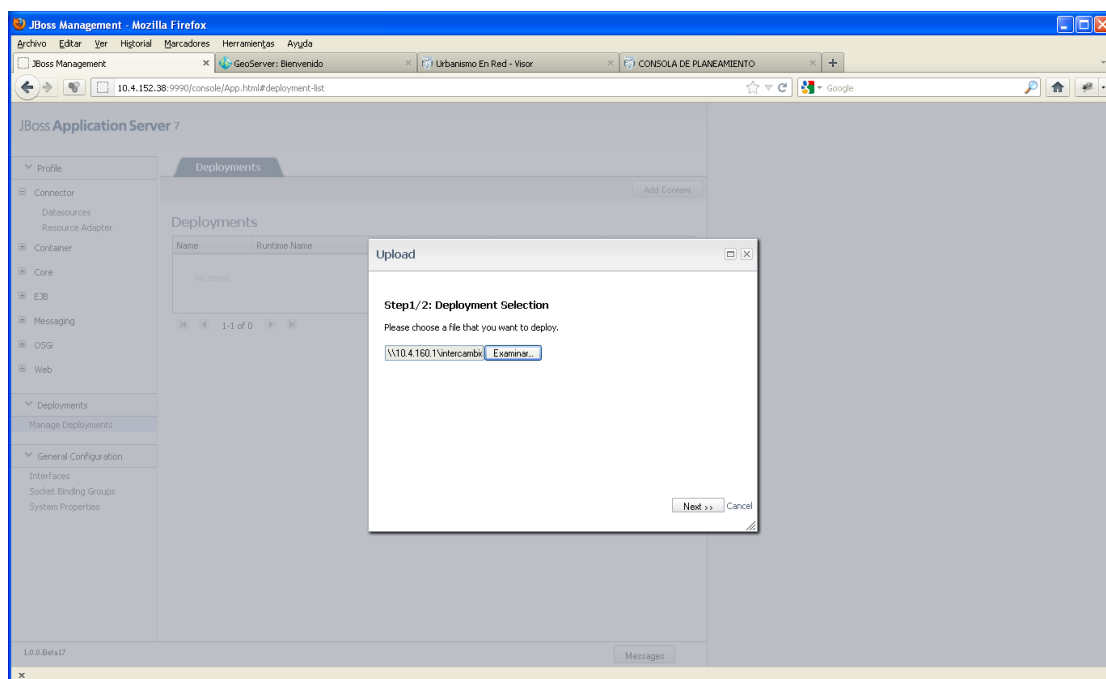 JBoss Management - Mozilla Firefox
Archivo Editar Ver Historial Marcadores Herramientas Ayuda
JBoss Management × GeoServer: Bienvenido × Urbanismo En Red - Visor × CONSOLA DE PLANEAMIENTO × +
10.4.152.38:9990/console/App.html#deployment-list Google
JBoss Application Server 7
Profile
Connector
Datasources
Resource Adapter
Container
Core
EJB
Messaging
OSGi
Web
Deployments
Manage Deployments
General Configuration
Interfaces
Socket Binding Groups
System Properties
Deployments
Add Content
Deployments
Name Runtime Name
No items!
1-1 of 0
Upload
Step1/2: Deployment Selection
Please choose a file that you want to deploy.
\\10.4.160.1\intercambio Examinar...
Next >> Cancel
1.0.0.Beta17
Messages
×